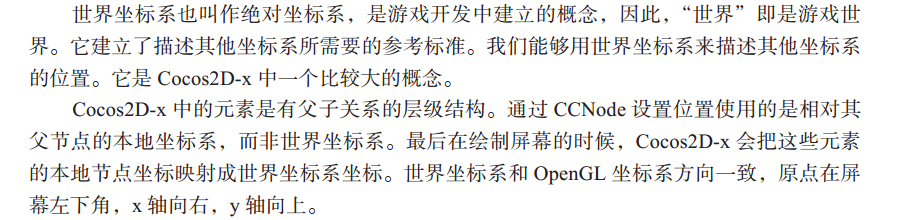 世界坐标系也叫作绝对坐标系，是游戏开发中建立的概念，因此，“世界”即是游戏世
界。它建立了描述其他坐标系所需要的参考标准。我们能够用世界坐标系来描述其他坐标系
的位置。它是 Cocos2D-x 中一个比较大的概念。
Cocos2D-x 中的元素是有父子关系的层级结构。通过 CCNode 设置位置使用的是相对其
父节点的本地坐标系，而非世界坐标系。最后在绘制屏幕的时候，Cocos2D-x 会把这些元素
的本地节点坐标映射成世界坐标系坐标。世界坐标系和 OpenGL 坐标系方向一致，原点在屏
幕左下角，x 轴向右，y 轴向上。